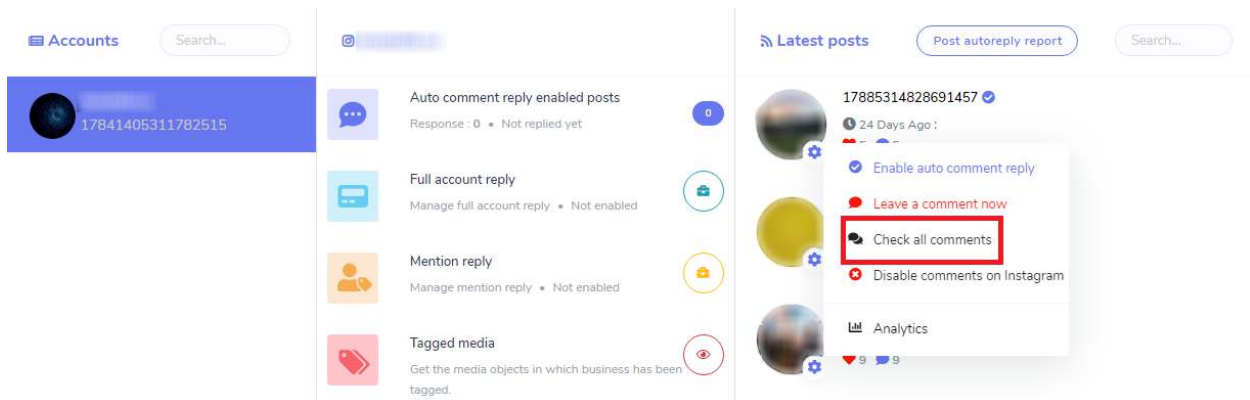 Accounts
Search...
17841405311782515
Auto comment reply enabled posts
Response : 0 • Not replied yet
0
Full account reply
Manage full account reply • Not enabled
Mention reply
Manage mention reply • Not enabled
Tagged media
Get the media objects in which business has been
tagged.
Latest posts
Post autoreply report
Search...
17885314828691457
24 Days Ago :
Enable auto comment reply
Leave a comment now
Check all comments
Disable comments on Instagram
Analytics
9 9